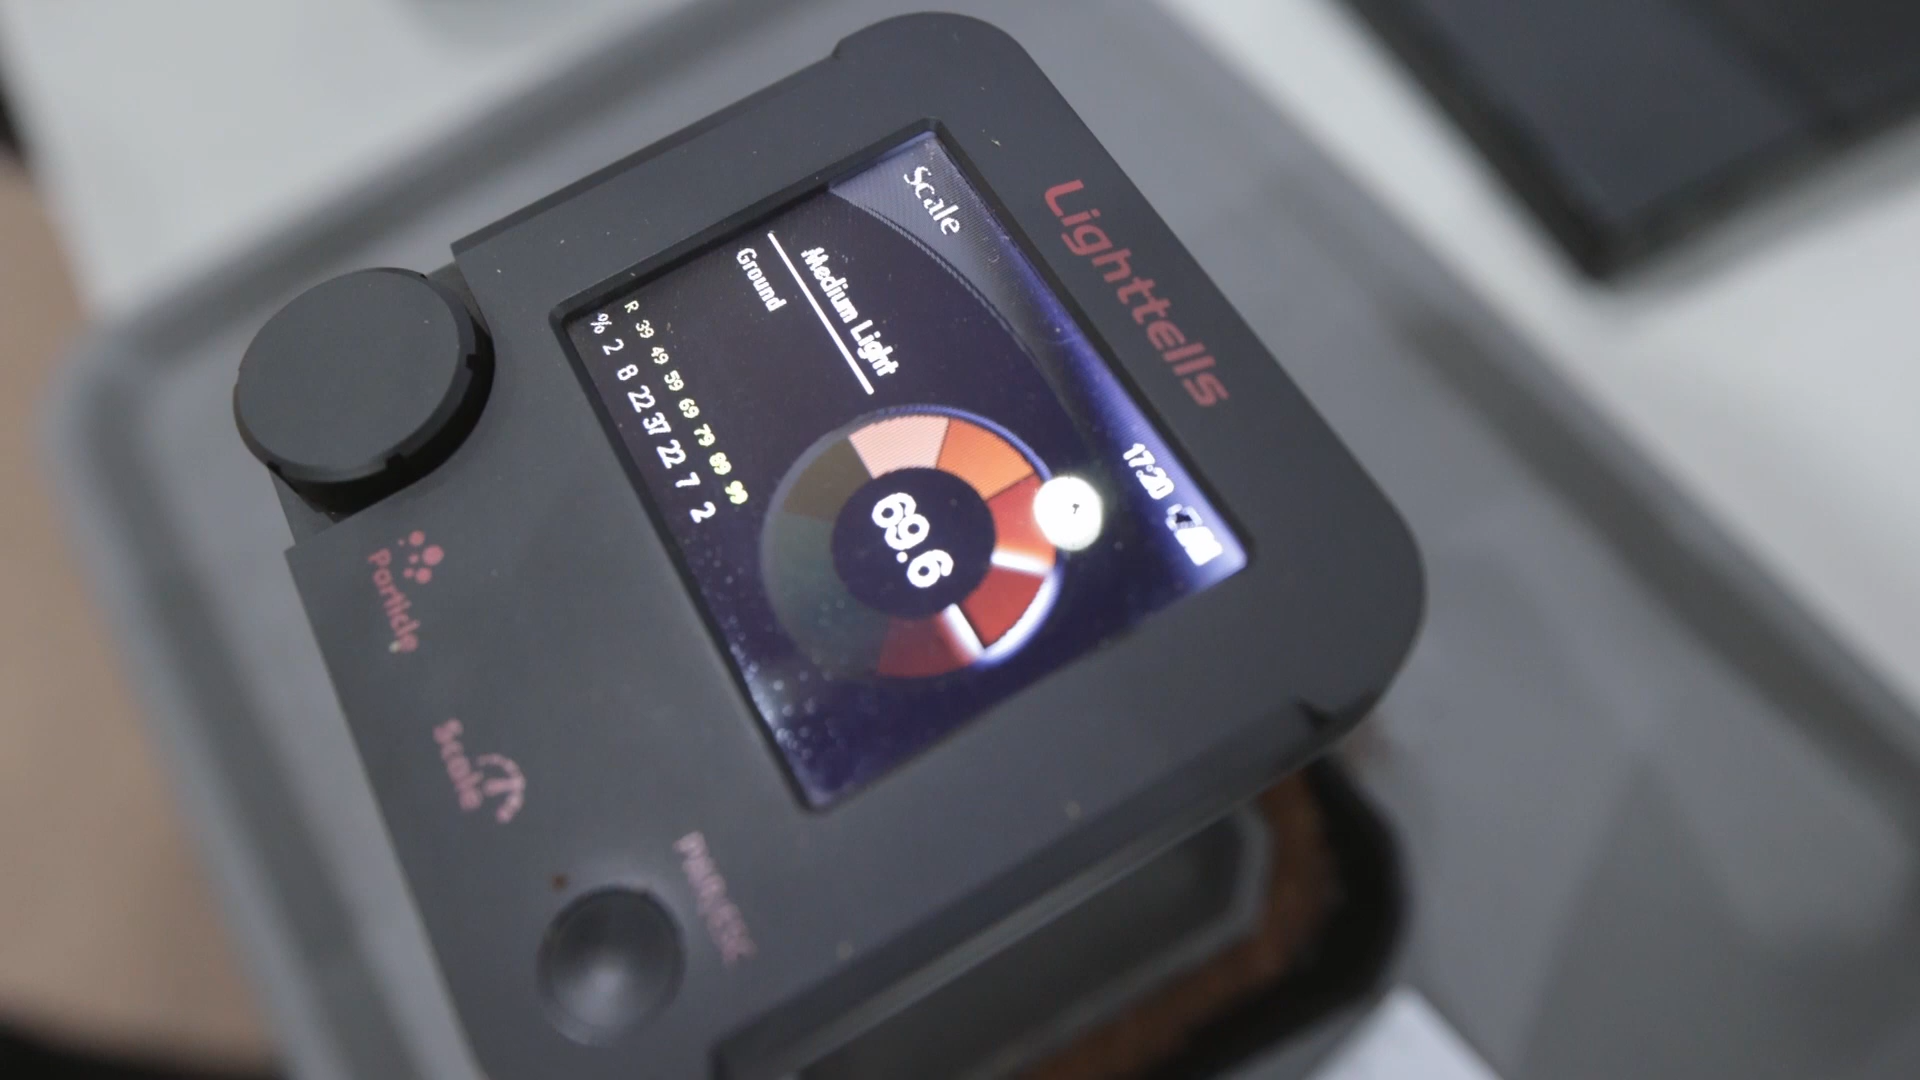 Lighttells
Scale
17:20
Medium Light
Ground
69.6
R 39 49 59 69 79 89 99
% 2 8 22 37 22 7 2
Particle
Scale